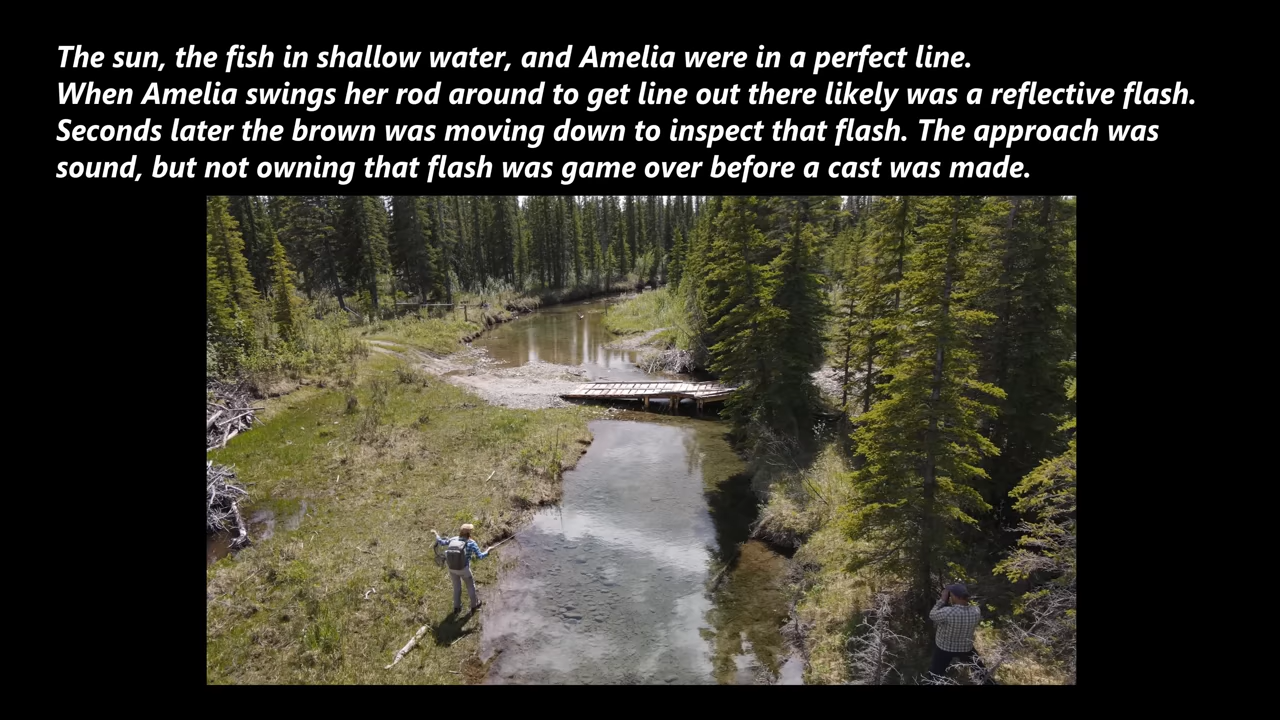 The sun, the fish in shallow water, and Amelia were in a perfect line.
When Amelia swings her rod around to get line out there likely was a reflective flash.
Seconds later the brown was moving down to inspect that flash. The approach was
sound, but not owning that flash was game over before a cast was made.